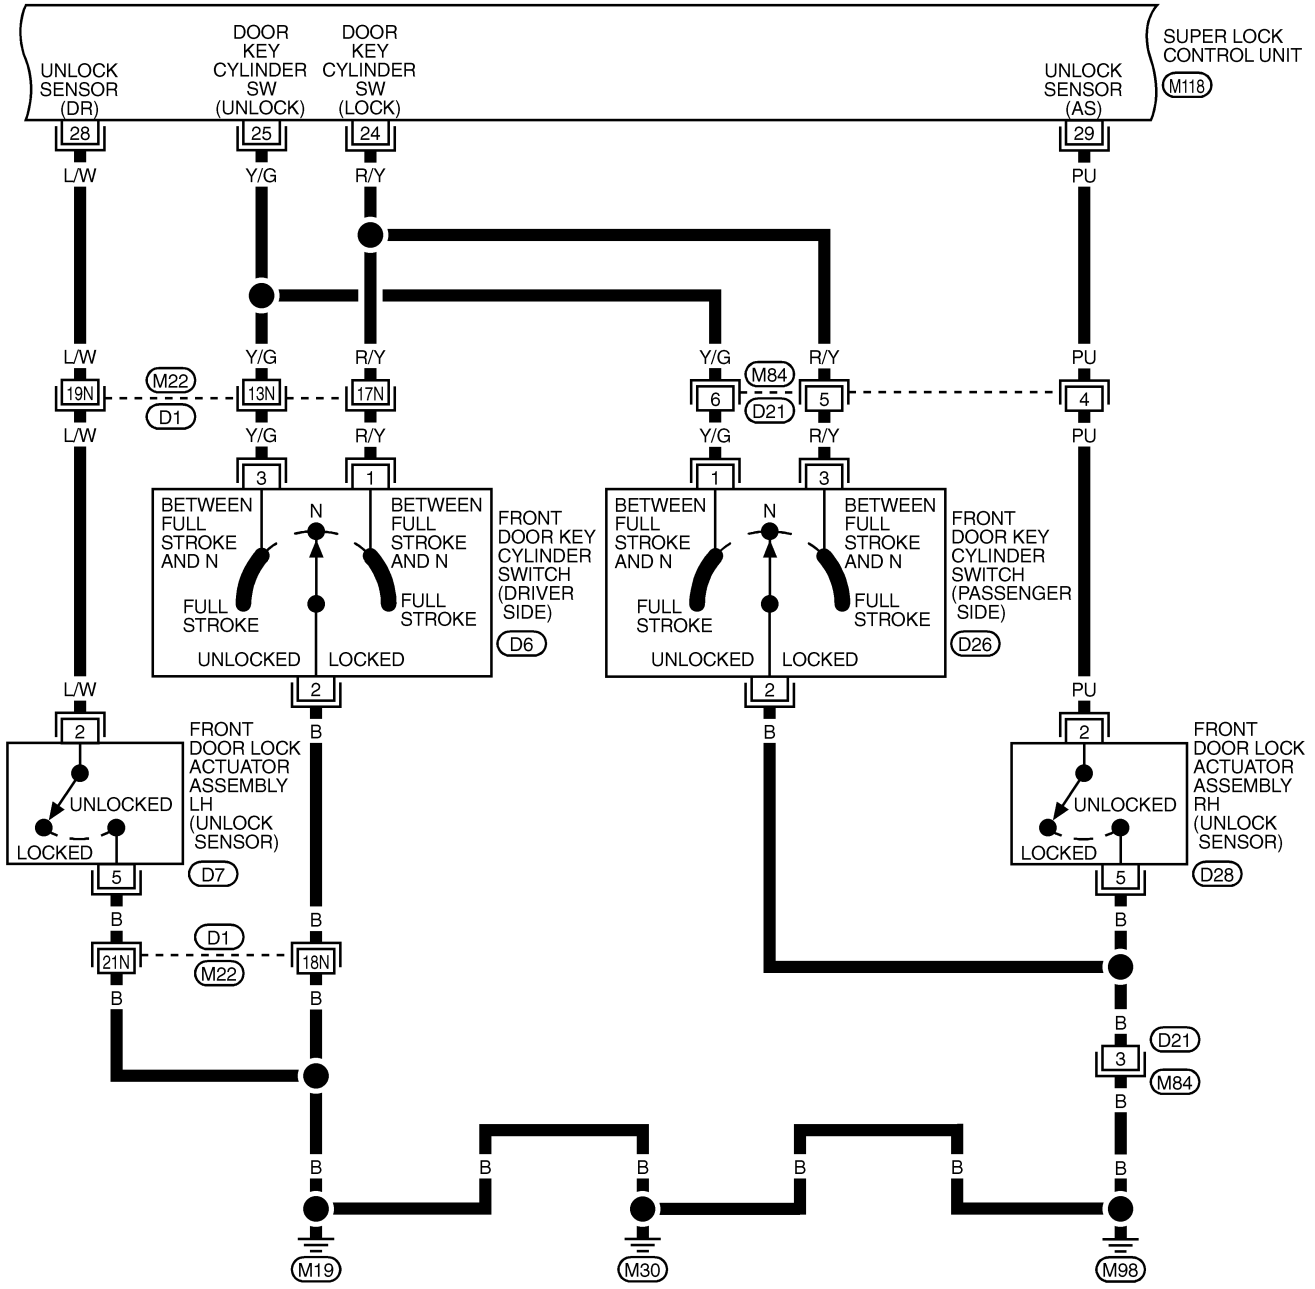 DOOR
KEY
CYLINDER
SW
(UNLOCK)
DOOR
KEY
CYLINDER
SW
(LOCK)
UNLOCK
SENSOR
(DR)
UNLOCK
SENSOR
(AS)
SUPER LOCK
CONTROL UNIT
M118
28
25
24
29
L/W
Y/G
R/Y
PU
L/W
Y/G
R/Y
Y/G
R/Y
PU
19N
M22
D1
13N
17N
6
M84
D21
5
4
L/W
Y/G
R/Y
Y/G
R/Y
PU
3
1
1
3
BETWEEN
FULL
STROKE
AND N
N
BETWEEN
FULL
STROKE
AND N
FULL
STROKE
FULL
STROKE
UNLOCKED
LOCKED
FRONT
DOOR KEY
CYLINDER
SWITCH
(DRIVER
SIDE)
D6
BETWEEN
FULL
STROKE
AND N
N
BETWEEN
FULL
STROKE
AND N
FULL
STROKE
FULL
STROKE
UNLOCKED
LOCKED
FRONT
DOOR KEY
CYLINDER
SWITCH
(PASSENGER
SIDE)
D26
L/W
2
2
PU
2
B
B
2
UNLOCKED
LOCKED
FRONT
DOOR LOCK
ACTUATOR
ASSEMBLY
LH
(UNLOCK
SENSOR)
D7
UNLOCKED
LOCKED
FRONT
DOOR LOCK
ACTUATOR
ASSEMBLY
RH
(UNLOCK
SENSOR)
D28
5
5
B
B
B
21N
D1
M22
18N
B
B
B
3
D21
M84
B
B
B
B
B
B
B
M19
M30
M98